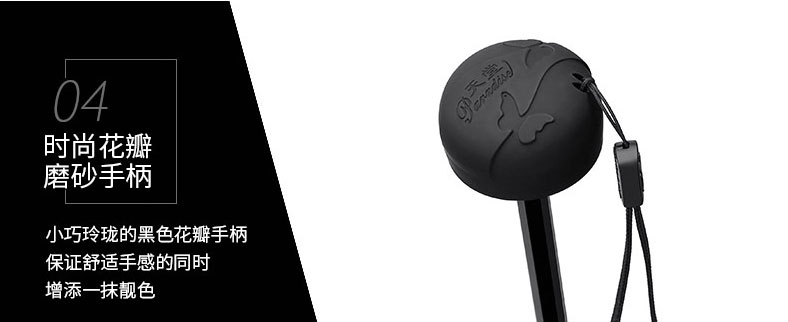 04
时尚花瓣
磨砂手柄
小巧玲珑的黑色花瓣手柄
保证舒适手感的同时
增添一抹靓色
天堂
Paradise